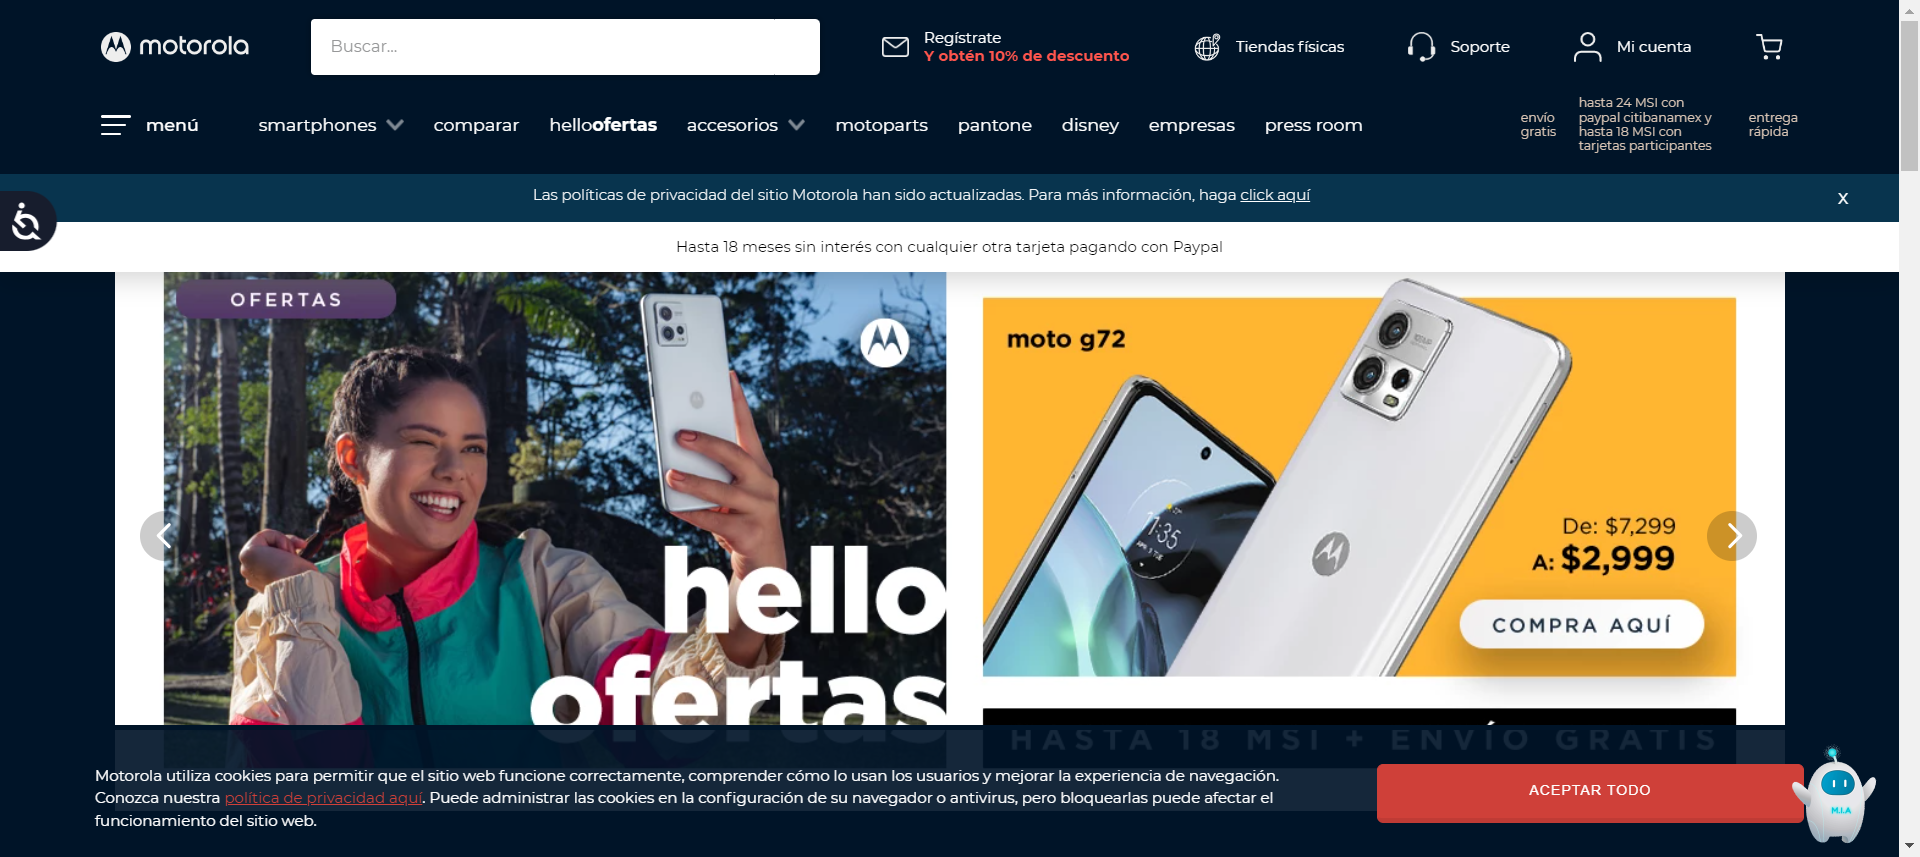 motorola
Buscar...
Regístrate
Y obtén 10% de descuento
Tiendas físicas
Soporte
Mi cuenta
menú
smartphones
comparar
helloofertas
accesorios
motoparts
pantone
disney
empresas
press room
envío
gratis
hasta 24 MSI con
paypal citibanamex y
hasta 18 MSI con
tarjetas participantes
entrega
rápida
Las políticas de privacidad del sitio Motorola han sido actualizadas. Para más información, haga click aquí
x
Hasta 18 meses sin interés con cualquier otra tarjeta pagando con Paypal
OFERTAS
hello
ofertas
moto g72
11:35
De: $7,299
A: $2,999
COMPRA AQUÍ
HASTA 18 MSI + ENVÍO GRATIS
Motorola utiliza cookies para permitir que el sitio web funcione correctamente, comprender cómo lo usan los usuarios y mejorar la experiencia de navegación.
Conozca nuestra política de privacidad aquí. Puede administrar las cookies en la configuración de su navegador o antivirus, pero bloquearlas puede afectar el
funcionamiento del sitio web.
ACEPTAR TODO
M.I.A